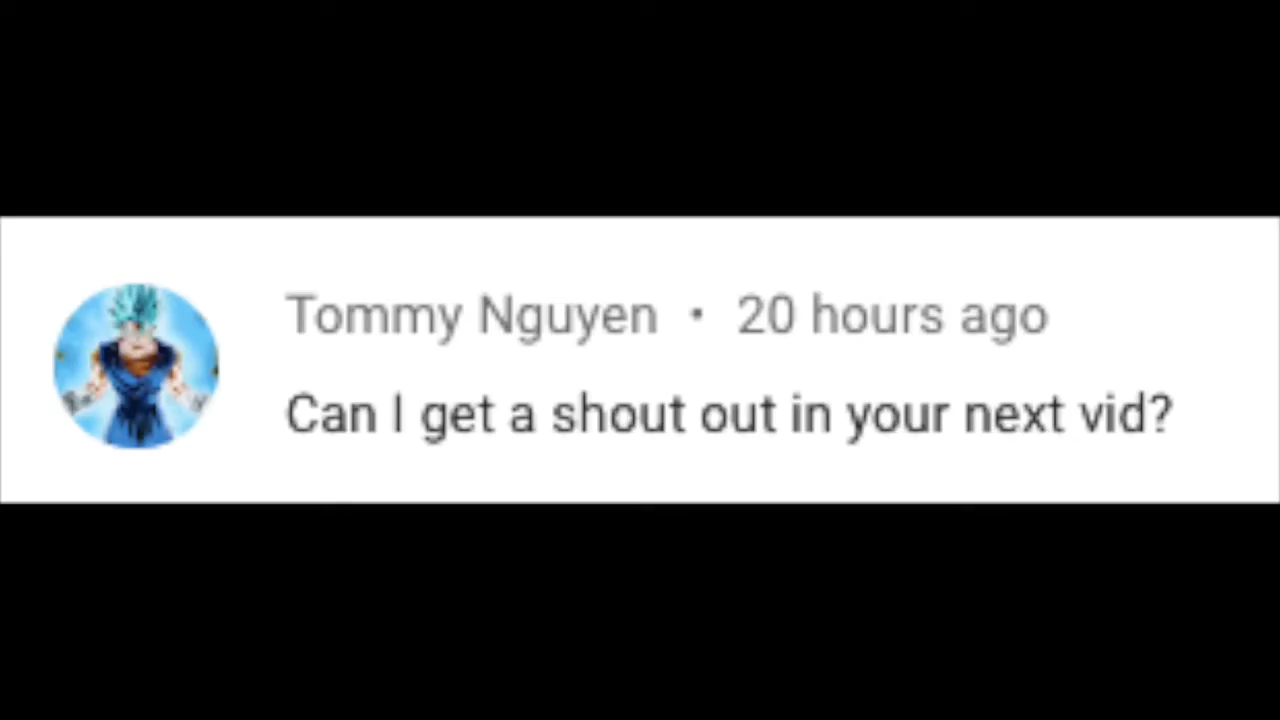 Tommy Nguyen • 20 hours ago
Can I get a shout out in your next vid?